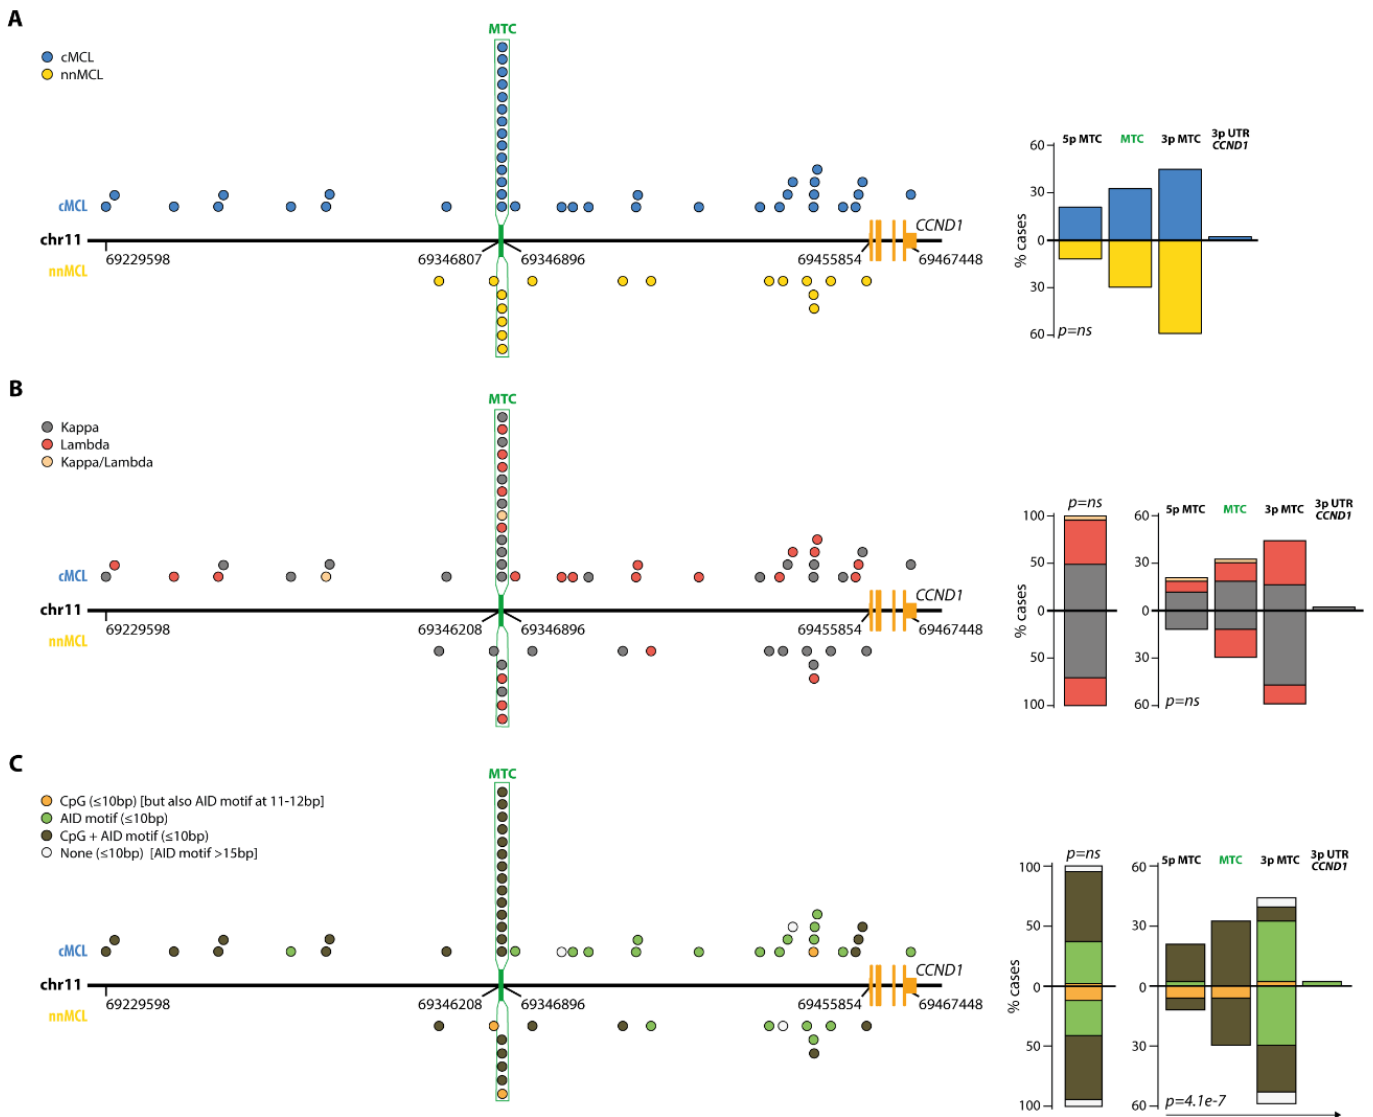 A
MTC
cMCL
nnMCL
cMCL
chr11
nnMCL
69229598
69346807
69346896
69455854
69467448
CCND1
% cases
60
30
0
30
60
5p MTC
MTC
3p MTC
3p UTR
CCND1
p=ns
B
MTC
Kappa
Lambda
Kappa/Lambda
cMCL
chr11
nnMCL
69229598
69346208
69346896
69455854
69467448
CCND1
% cases
p=ns
100
50
0
50
100
60
30
0
30
60
5p MTC
MTC
3p MTC
3p UTR
CCND1
p=ns
C
MTC
CpG (≤10bp) [but also AID motif at 11-12bp]
AID motif (≤10bp)
CpG + AID motif (≤10bp)
None (≤10bp) [AID motif >15bp]
cMCL
chr11
nnMCL
69229598
69346208
69346896
69455854
69467448
CCND1
% cases
p=ns
100
50
0
50
100
60
30
0
30
60
5p MTC
MTC
3p MTC
3p UTR
CCND1
p=4.1e-7